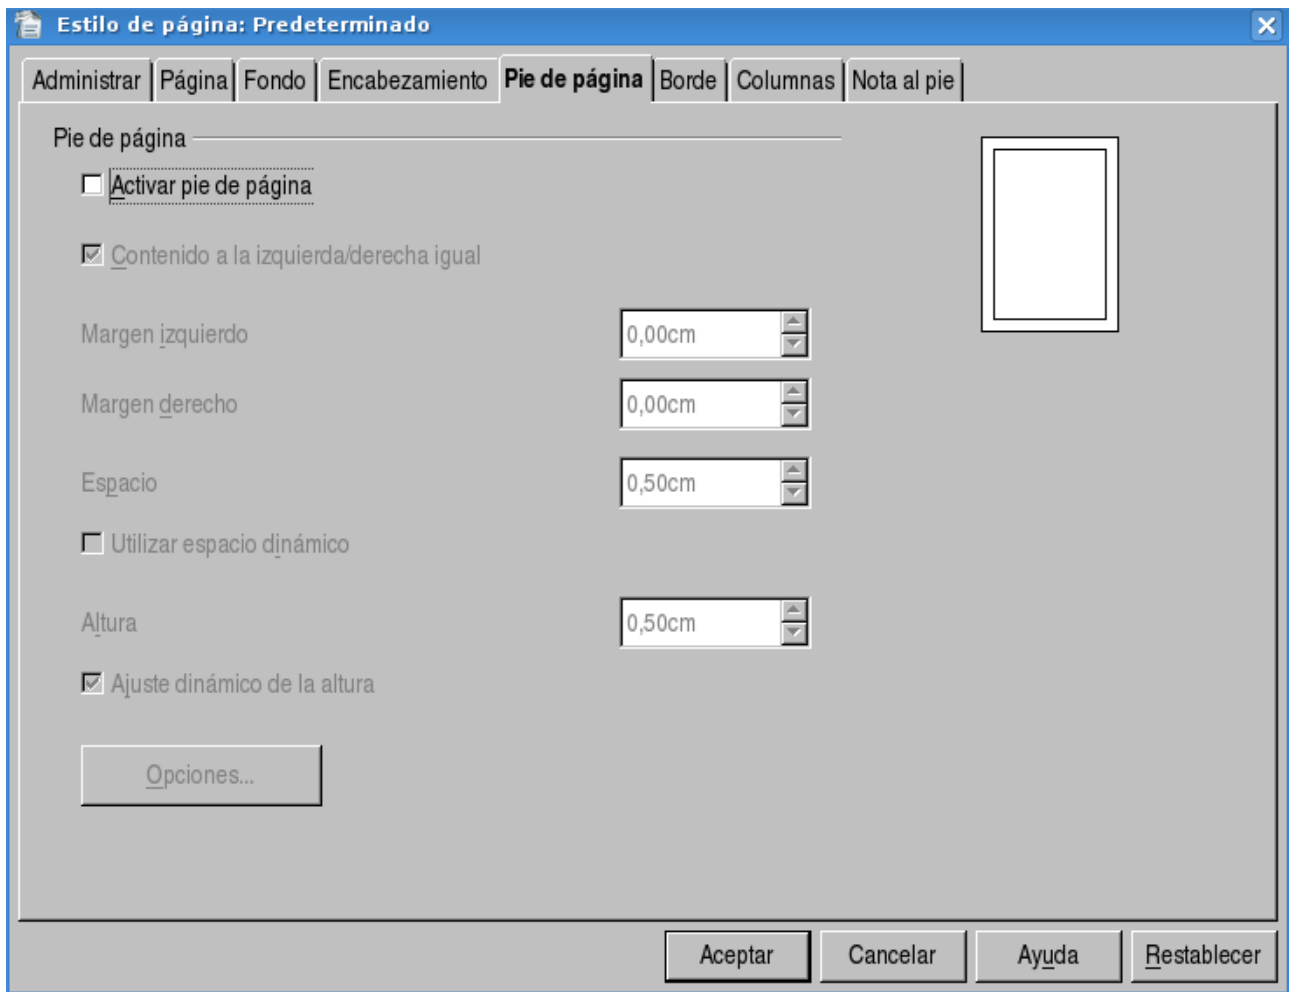 Estilo de página: Predeterminado
Administrar Página Fondo Encabezamiento Pie de página Borde Columnas Nota al pie
Pie de página
Activar pie de página
Contenido a la izquierda/derecha igual
Margen izquierdo 0,00cm
Margen derecho 0,00cm
Espacio 0,50cm
Utilizar espacio dinámico
Altura 0,50cm
Ajuste dinámico de la altura
Opciones...
Aceptar Cancelar Ayuda Restablecer